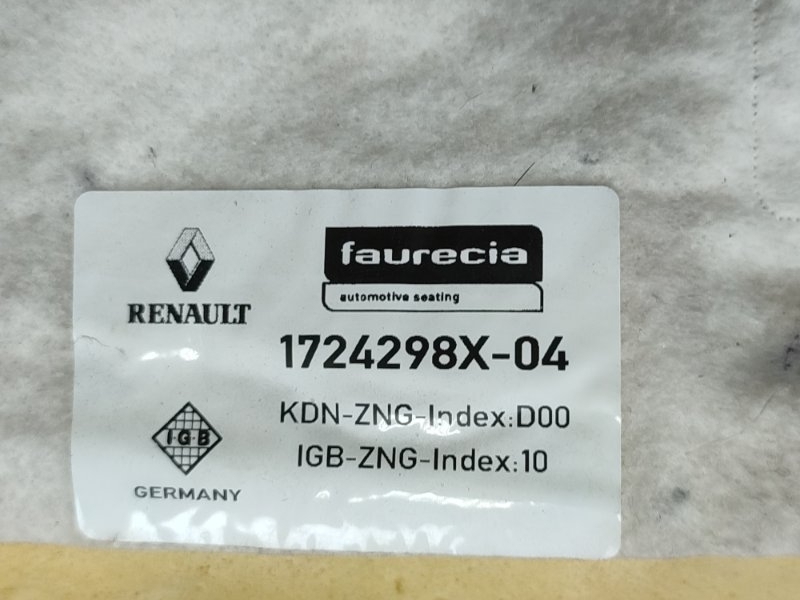 faurecia
automotive seating
RENAULT
1724298X-04
KDN-ZNG-Index:D00
IGB-ZNG-Index:10
IGB
GERMANY